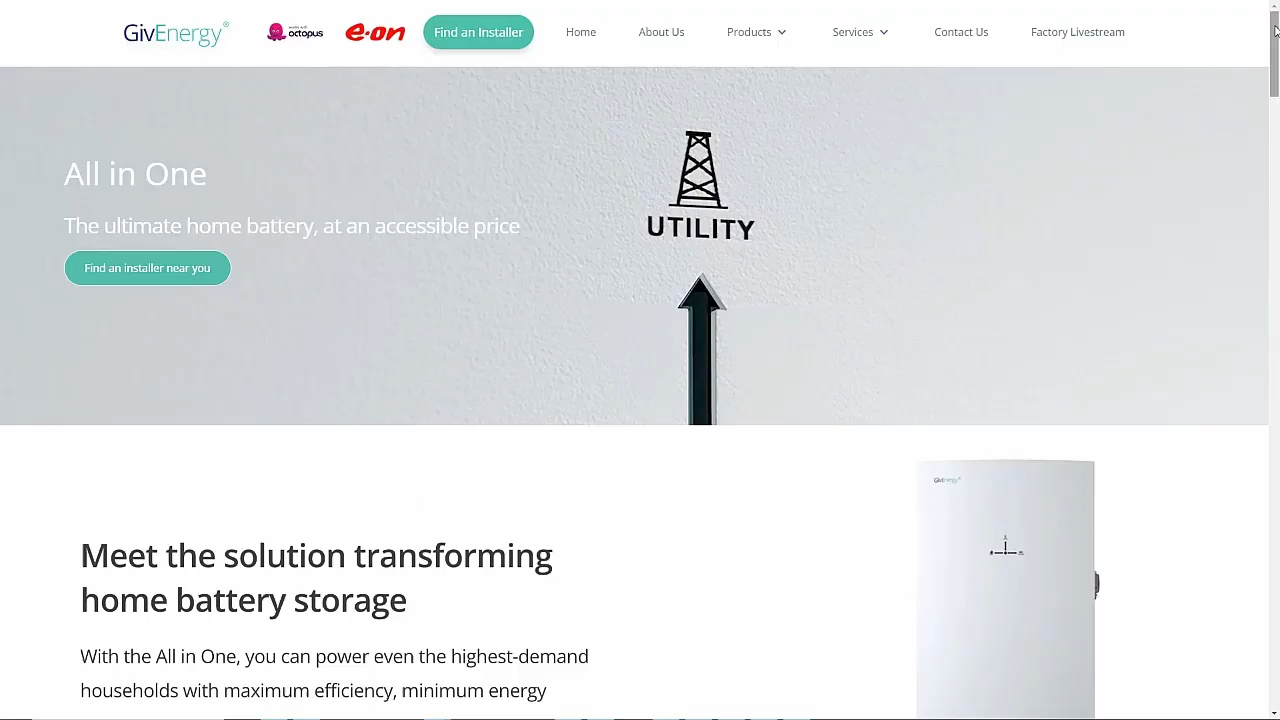 GivEnergy®
works with
octopus
e·on
Find an Installer
Home
About Us
Products
Services
Contact Us
Factory Livestream
All in One
The ultimate home battery, at an accessible price
Find an installer near you
UTILITY
GivEnergy®
Meet the solution transforming
home battery storage
With the All in One, you can power even the highest-demand
households with maximum efficiency, minimum energy